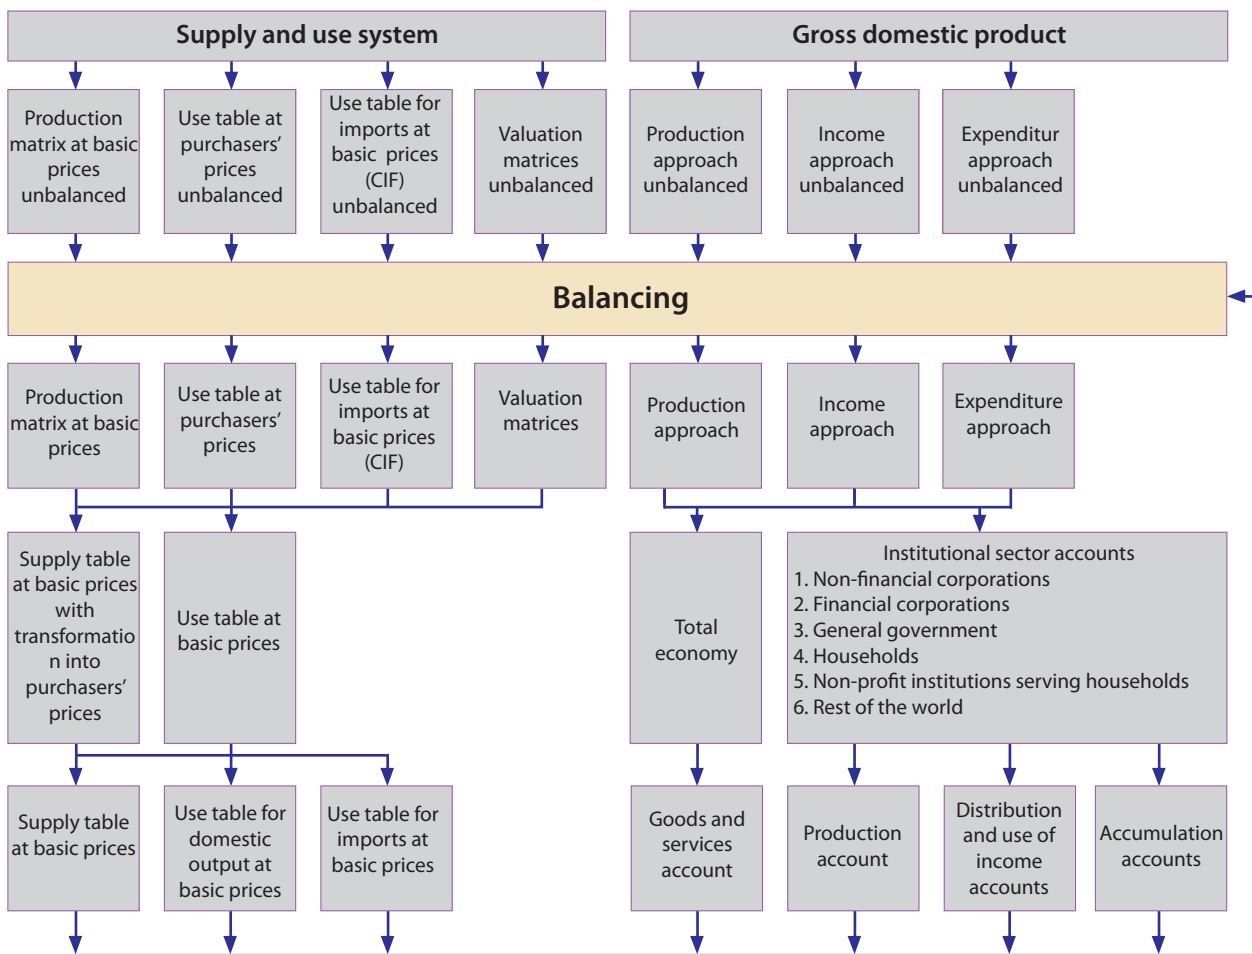 Supply and use system
Gross domestic product
Production
matrix at basic
prices
unbalanced
Use table at
purchasers’
prices
unbalanced
Use table for
imports at
basic prices
(CIF)
unbalanced
Valuation
matrices
unbalanced
Production
approach
unbalanced
Income
approach
unbalanced
Expenditur
approach
unbalanced
Balancing
Production
matrix at basic
prices
Use table at
purchasers’
prices
Use table for
imports at
basic prices
(CIF)
Valuation
matrices
Production
approach
Income
approach
Expenditure
approach
Supply table
at basic prices
with
transformatio
n into
purchasers’
prices
Use table at
basic prices
Total
economy
Institutional sector accounts
1. Non-financial corporations
2. Financial corporations
3. General government
4. Households
5. Non-profit institutions serving households
6. Rest of the world
Supply table
at basic prices
Use table for
domestic
output at
basic prices
Use table for
imports at
basic prices
Goods and
services
account
Production
account
Distribution
and use of
income
accounts
Accumulation
accounts